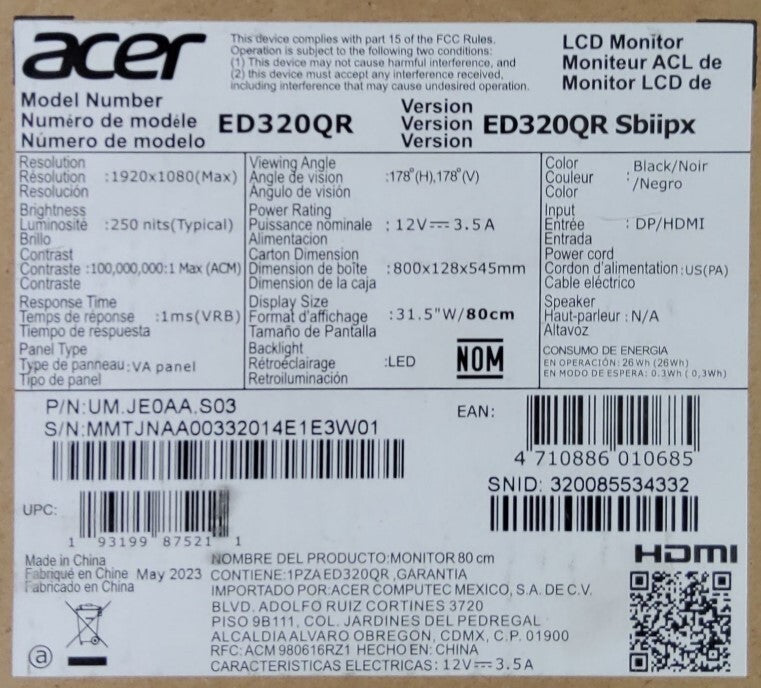 acer
This device complies with part 15 of the FCC Rules.
Operation is subject to the following two conditions:
(1) This device may not cause harmful interference, and
(2) this device must accept any interference received,
including interference that may cause undesired operation.
LCD Monitor
Moniteur ACL de
Monitor LCD de
Model Number
Numéro de modéle ED320QR
Número de modelo
Version
Version ED320QR Sbiipx
Version
Resolution
Résolution :1920x1080(Max)
Resolución
Brightness
Luminosité :250 nits(Typical)
Brillo
Contrast
Contraste :100,000,000:1 Max (ACM)
Contraste
Response Time
Temps de réponse :1ms(VRB)
Tiempo de respuesta
Panel Type
Type de panneau:VA panel
Tipo de panel
Viewing Angle
Angle de vision :178°(H),178°(V)
Angulo de visión
Power Rating
Puissance nominale : 12V⎓3.5A
Alimentacion
Carton Dimension
Dimension de boîte :800x128x545mm
Dimension de la caja
Display Size
Format d'affichage :31.5"W/80cm
Tamaño de Pantalla
Backlight
Rétroéclairage :LED
Retroiluminación
NOM
Color
Couleur : Black/Noir
Color /Negro
Input
Entrée : DP/HDMI
Entrada
Power cord
Cordon d'alimentation:US(PA)
Cable eléctrico
Speaker
Haut-parleur : N/A
Altavoz
CONSUMO DE ENERGIA
EN OPERACIÓN: 26Wh (26Wh)
EN MODO DE ESPERA: 0.3Wh ( 0,3Wh)
P/N:UM.JE0AA.S03
S/N:MMTJNAA00332014E1E3W01
EAN:
4 710886 010685
SNID: 320085534332
UPC:
1 93199 87521 1
HDMI
Made in China
Fabriqué en Chine May 2023
Fabricado en China
NOMBRE DEL PRODUCTO:MONITOR 80 cm
CONTIENE:1PZA ED320QR ,GARANTIA
IMPORTADO POR:ACER COMPUTEC MEXICO, S.A. DE C.V.
BLVD. ADOLFO RUIZ CORTINES 3720
PISO 9B111, COL. JARDINES DEL PEDREGAL
ALCALDIA ALVARO OBREGON, CDMX, C.P. 01900
RFC:ACM 980616RZ1 HECHO EN: CHINA
CARACTERISTICAS ELECTRICAS: 12V⎓3.5A
a